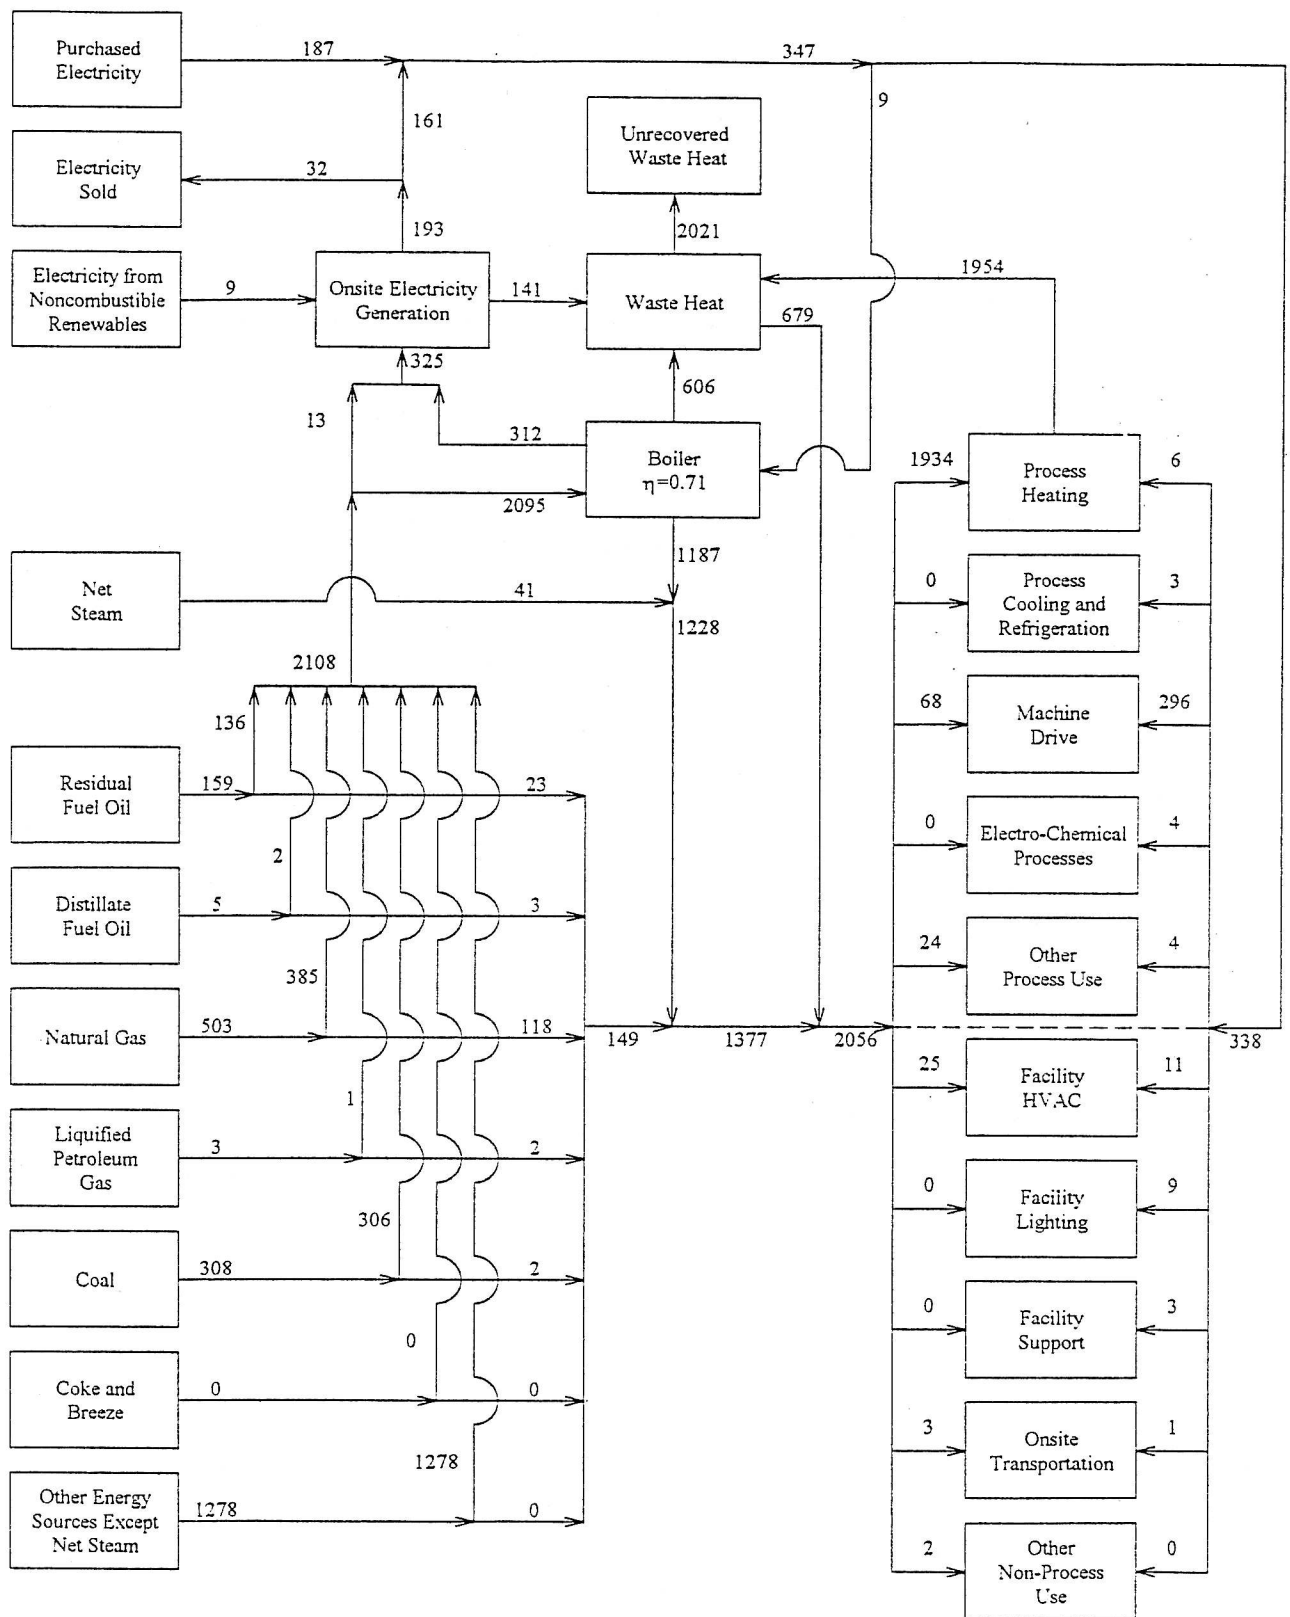 Purchased
Electricity
187
347
9
161
Unrecovered
Waste Heat
Electricity
Sold
32
193
2021
Electricity from
Noncombustible
Renewables
9
Onsite Electricity
Generation
141
Waste Heat
1954
679
325
606
13
312
Boiler
η=0.71
2095
1934
Process
Heating
6
1187
Net
Steam
41
1228
0
Process
Cooling and
Refrigeration
3
2108
136
68
Machine
Drive
296
Residual
Fuel Oil
159
23
2
0
Electro-Chemical
Processes
4
Distillate
Fuel Oil
5
3
385
24
Other
Process Use
4
Natural Gas
503
118
149
1377
2056
338
1
25
Facility
HVAC
11
Liquified
Petroleum
Gas
3
2
306
0
Facility
Lighting
9
Coal
308
2
0
0
Facility
Support
3
Coke and
Breeze
0
0
1278
3
Onsite
Transportation
1
Other Energy
Sources Except
Net Steam
1278
0
2
Other
Non-Process
Use
0